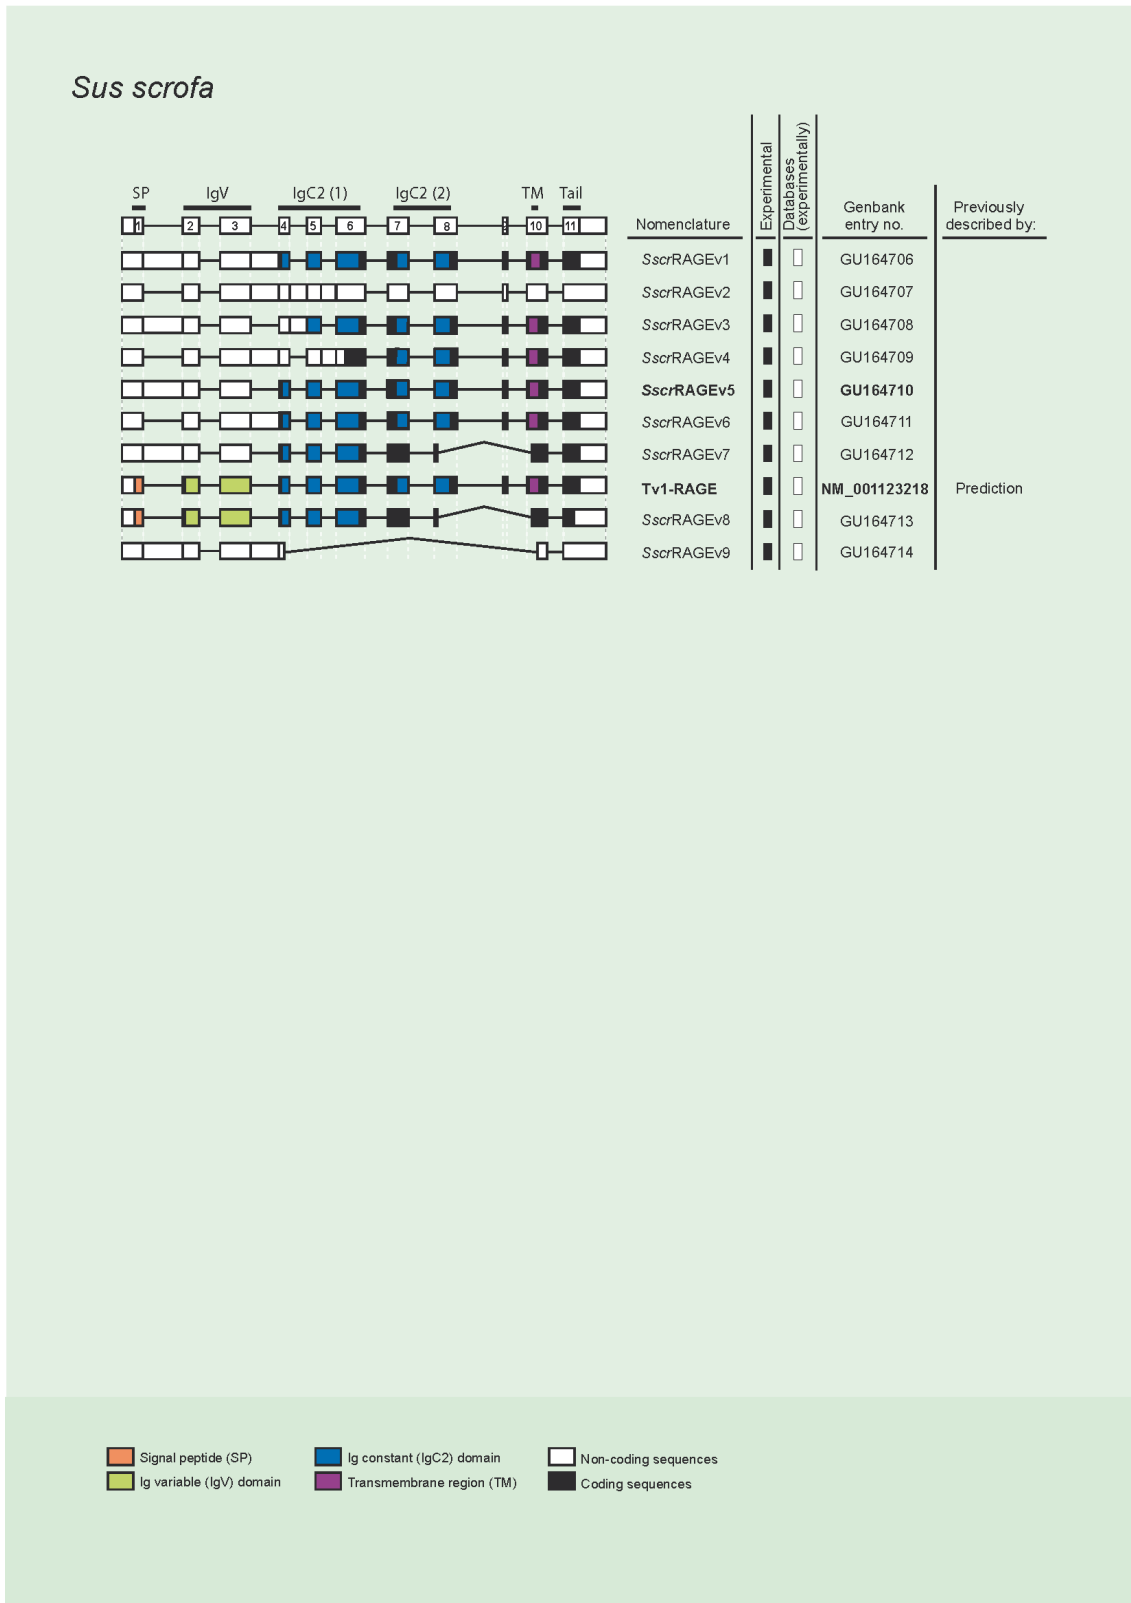 Sus scrofa
SP IgV IgC2 (1) IgC2 (2) TM Tail
1 2 3 4 5 6 7 8 10 11
Nomenclature
Experimental
Databases
(experimentally)
Genbank
entry no.
Previously
described by:
SscrRAGEv1 GU164706
SscrRAGEv2 GU164707
SscrRAGEv3 GU164708
SscrRAGEv4 GU164709
SscrRAGEv5 GU164710
SscrRAGEv6 GU164711
SscrRAGEv7 GU164712
Tv1-RAGE NM_001123218 Prediction
SscrRAGEv8 GU164713
SscrRAGEv9 GU164714
Signal peptide (SP) Ig constant (IgC2) domain Non-coding sequences
Ig variable (IgV) domain Transmembrane region (TM) Coding sequences